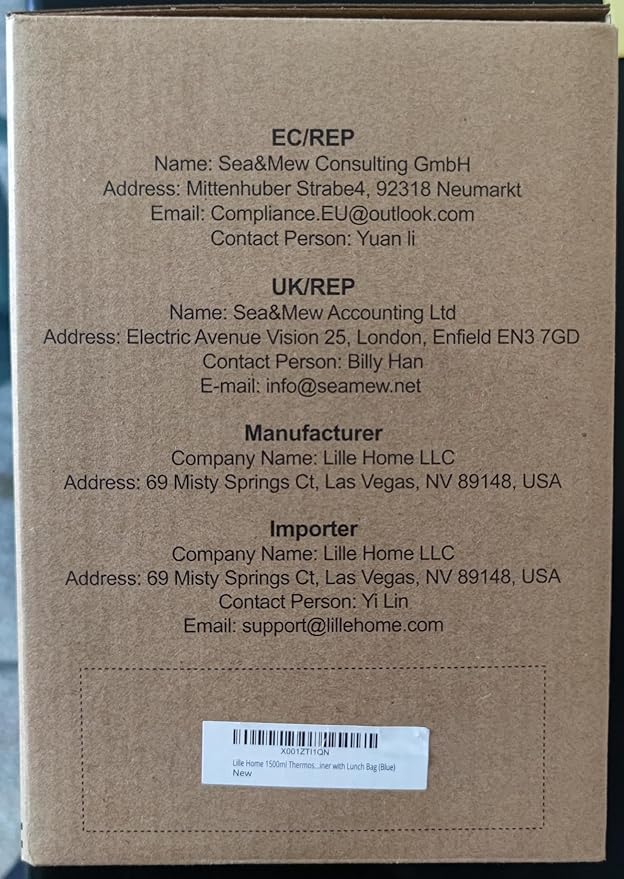 EC/REP
Name: Sea&Mew Consulting GmbH
Address: Mittenhuber Strabe4, 92318 Neumarkt
Email: Compliance.EU@outlook.com
Contact Person: Yuan li
UK/REP
Name: Sea&Mew Accounting Ltd
Address: Electric Avenue Vision 25, London, Enfield EN3 7GD
Contact Person: Billy Han
E-mail: info@seamew.net
Manufacturer
Company Name: Lille Home LLC
Address: 69 Misty Springs Ct, Las Vegas, NV 89148, USA
Importer
Company Name: Lille Home LLC
Address: 69 Misty Springs Ct, Las Vegas, NV 89148, USA
Contact Person: Yi Lin
Email: support@lillehome.com
X001ZTI1QN
Lille Home 1500ml Thermos...iner with Lunch Bag (Blue)
New